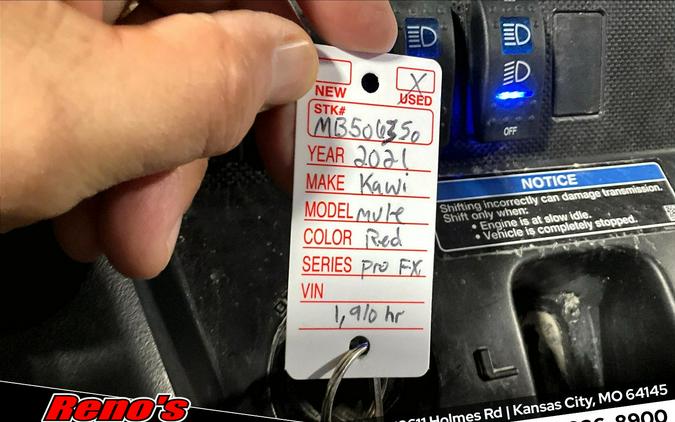 NEW
X
USED
STK#
MB506350
YEAR 2021
MAKE Kawi
MODEL mule
COLOR Red
SERIES Pro FX
VIN
1,910 hr
OFF
NOTICE
Shifting incorrectly can damage transmission.
Shift only when:
• Engine is at slow idle.
• Vehicle is completely stopped.
L
Reno's
Holmes Rd | Kansas City, MO 64145
8900